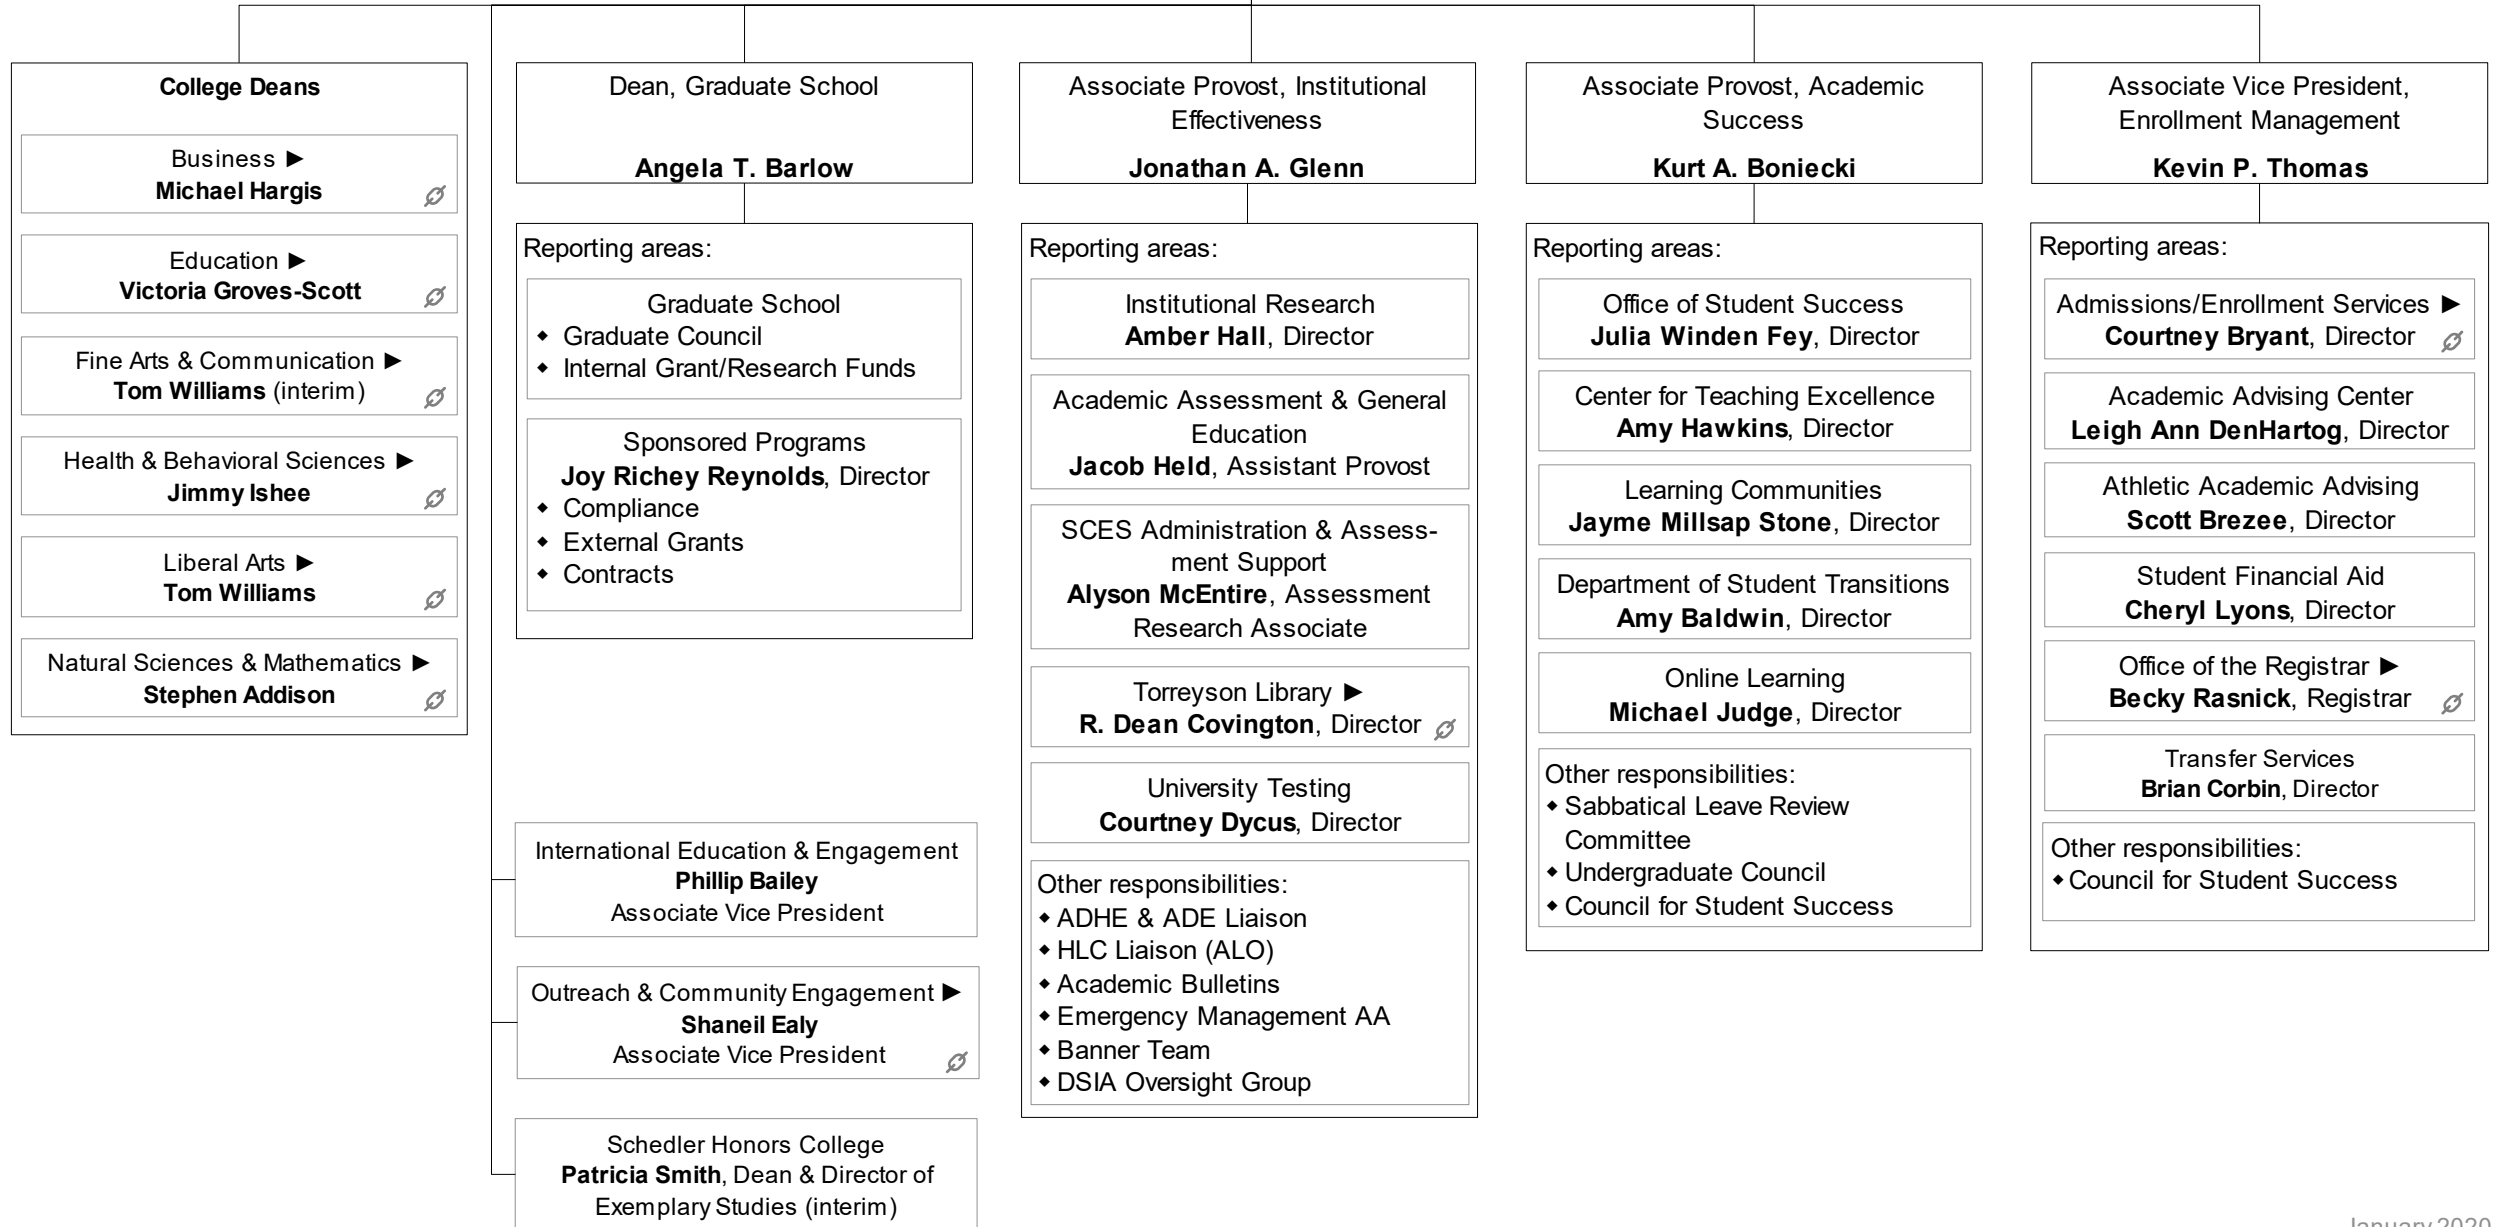 College Deans
Business ►
Michael Hargis
Education ►
Victoria Groves-Scott
Fine Arts & Communication ►
Tom Williams (interim)
Health & Behavioral Sciences ►
Jimmy Ishee
Liberal Arts ►
Tom Williams
Natural Sciences & Mathematics ►
Stephen Addison
Dean, Graduate School
Angela T. Barlow
Reporting areas:
Graduate School
◆ Graduate Council
◆ Internal Grant/Research Funds
Sponsored Programs
Joy Richey Reynolds, Director
◆ Compliance
◆ External Grants
◆ Contracts
International Education & Engagement
Phillip Bailey
Associate Vice President
Outreach & Community Engagement ►
Shaneil Ealy
Associate Vice President
Schedler Honors College
Patricia Smith, Dean & Director of
Exemplary Studies (interim)
Associate Provost, Institutional
Effectiveness
Jonathan A. Glenn
Reporting areas:
Institutional Research
Amber Hall, Director
Academic Assessment & General
Education
Jacob Held, Assistant Provost
SCES Administration & Assess-
ment Support
Alyson McEntire, Assessment
Research Associate
Torreyson Library ►
R. Dean Covington, Director
University Testing
Courtney Dycus, Director
Other responsibilities:
◆ ADHE & ADE Liaison
◆ HLC Liaison (ALO)
◆ Academic Bulletins
◆ Emergency Management AA
◆ Banner Team
◆ DSIA Oversight Group
Associate Provost, Academic
Success
Kurt A. Boniecki
Reporting areas:
Office of Student Success
Julia Winden Fey, Director
Center for Teaching Excellence
Amy Hawkins, Director
Learning Communities
Jayme Millsap Stone, Director
Department of Student Transitions
Amy Baldwin, Director
Online Learning
Michael Judge, Director
Other responsibilities:
◆ Sabbatical Leave Review
Committee
◆ Undergraduate Council
◆ Council for Student Success
Associate Vice President,
Enrollment Management
Kevin P. Thomas
Reporting areas:
Admissions/Enrollment Services ►
Courtney Bryant, Director
Academic Advising Center
Leigh Ann DenHartog, Director
Athletic Academic Advising
Scott Brezee, Director
Student Financial Aid
Cheryl Lyons, Director
Office of the Registrar ►
Becky Rasnick, Registrar
Transfer Services
Brian Corbin, Director
Other responsibilities:
◆ Council for Student Success
January 2020